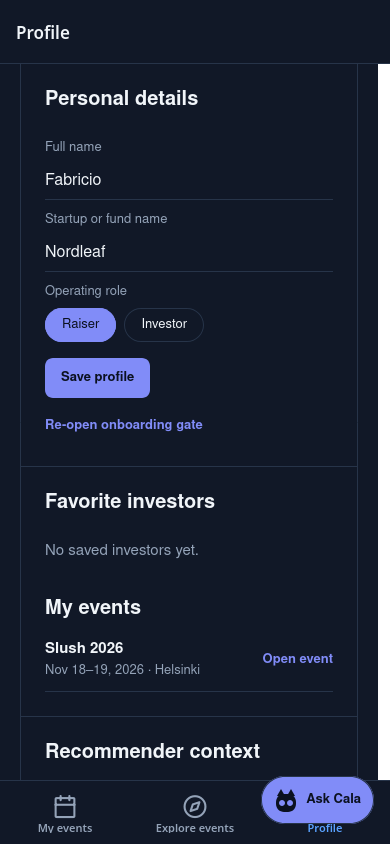 Profile
Personal details
Full name
Fabricio
Startup or fund name
Nordleaf
Operating role
Raiser
Investor
Save profile
Re-open onboarding gate
Favorite investors
No saved investors yet.
My events
Slush 2026
Nov 18–19, 2026 · Helsinki
Open event
Recommender context
Ask Cala
My events
Explore events
Profile